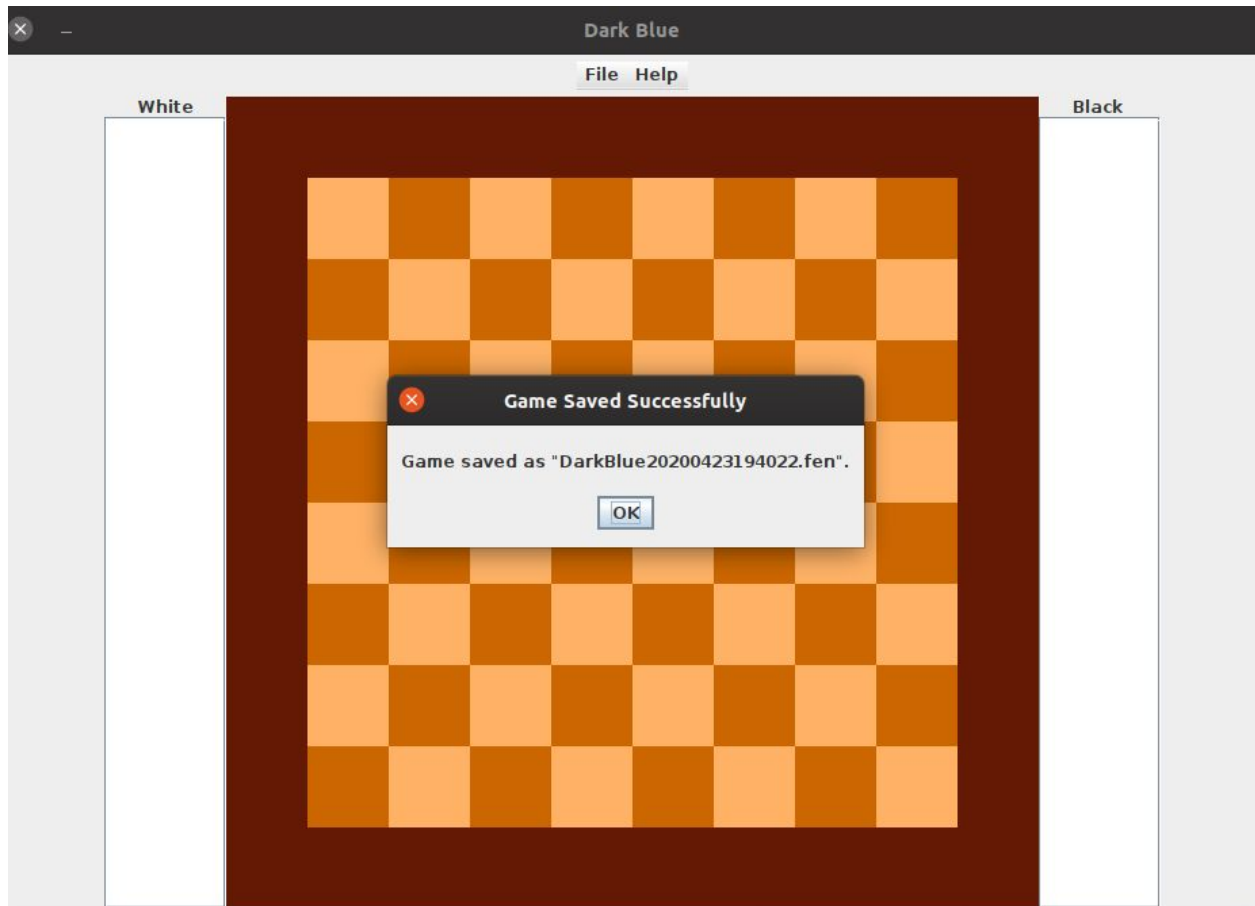 Dark Blue
File Help
White
Black
Game Saved Successfully
Game saved as "DarkBlue20200423194022.fen".
OK